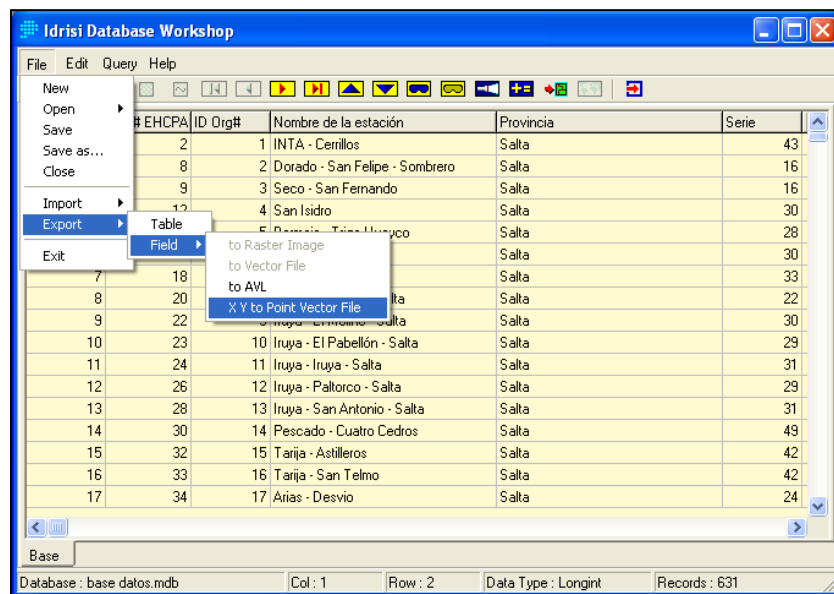 Idrisi Database Workshop
File Edit Query Help
New
Open
Save
Save as...
Close
Import
Export
Exit
Table
Field
to Raster Image
to Vector File
to AVL
X Y to Point Vector File
# EHCPA ID Org# Nombre de la estación Provincia Serie
2 1 INTA - Cerrillos Salta 43
8 2 Dorado - San Felipe - Sombrero Salta 16
9 3 Seco - San Fernando Salta 16
12 4 San Isidro Salta 30
5 Salta 28
Salta 30
7 18 Salta 33
8 20 Salta 22
9 22 Salta 30
10 23 10 Iruya - El Pabellón - Salta Salta 29
11 24 11 Iruya - Iruya - Salta Salta 31
12 26 12 Iruya - Paltorco - Salta Salta 29
13 28 13 Iruya - San Antonio - Salta Salta 31
14 30 14 Pescado - Cuatro Cedros Salta 49
15 32 15 Tarija - Astilleros Salta 42
16 33 16 Tarija - San Telmo Salta 42
17 34 17 Arias - Desvio Salta 24
Base
Database : base datos.mdb Col : 1 Row : 2 Data Type : Longint Records : 631